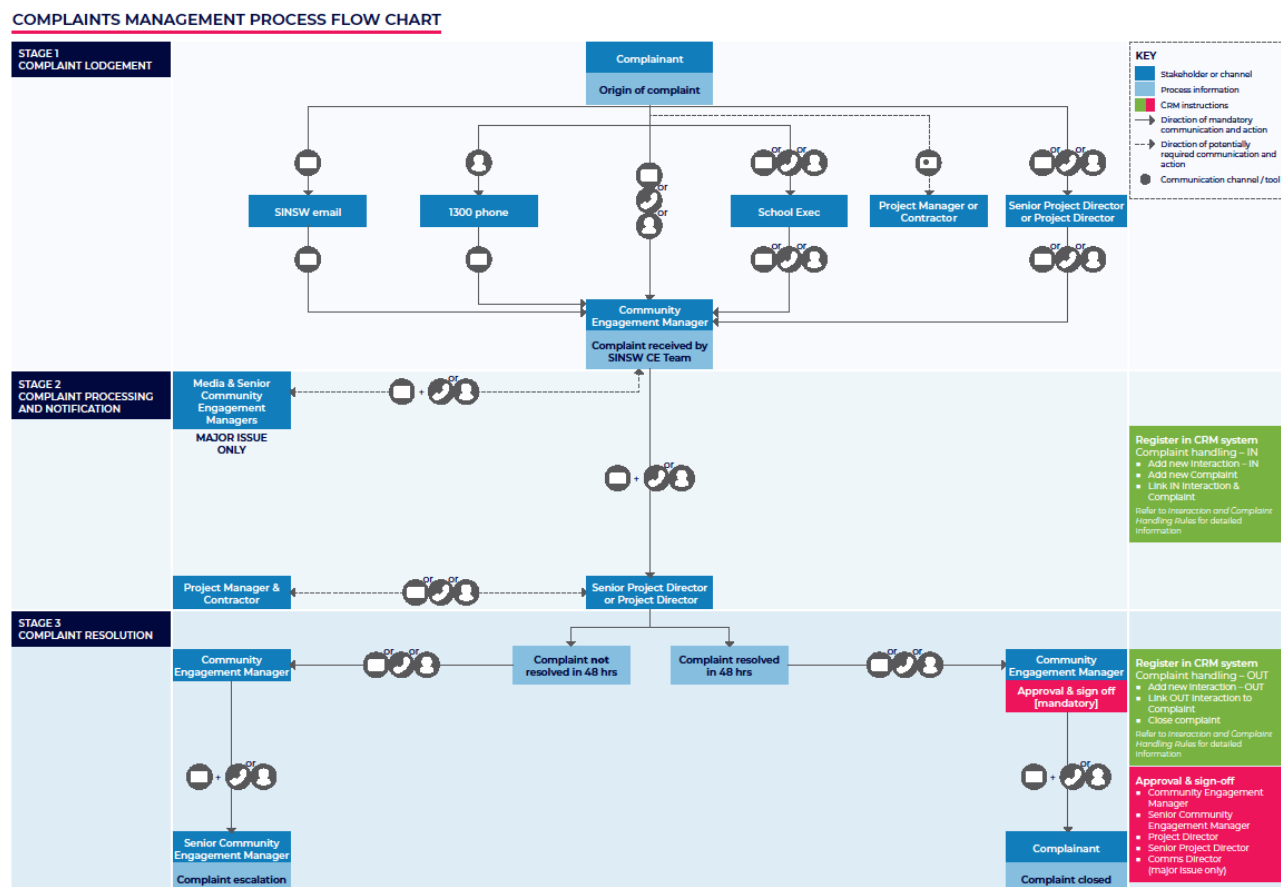 COMPLAINTS MANAGEMENT PROCESS FLOW CHART
STAGE 1
COMPLAINT LODGEMENT
Complainant
Origin of complaint
KEY
Stakeholder or channel
Process information
CRM instructions
Direction of mandatory
communication and action
Direction of potentially
required communication and
action
Communication channel / tool
or
or
or
or
or
or
SINSW email
1300 phone
School Exec
Project Manager or
Contractor
Senior Project Director
or Project Director
or
or
or
or
Community
Engagement Manager
Complaint received by
SINSW CE Team
STAGE 2
COMPLAINT PROCESSING
AND NOTIFICATION
Media & Senior
Community
Engagement
Managers
MAJOR ISSUE
ONLY
+
or
+
or
Register in CRM system
Complaint handling – IN
Add new Interaction – IN
Add new Complaint
Link IN Interaction &
Complaint
Refer to Interaction and Complaint
Handling Rules for detailed
information
Project Manager &
Contractor
or
or
Senior Project Director
or Project Director
STAGE 3
COMPLAINT RESOLUTION
Community
Engagement Manager
or
or
Complaint not
resolved in 48 hrs
Complaint resolved
in 48 hrs
or
or
Community
Engagement Manager
Approval & sign off
[mandatory]
Register in CRM system
Complaint handling – OUT
Add new Interaction – OUT
Link OUT Interaction to
Complaint
Close complaint
Refer to Interaction and Complaint
Handling Rules for detailed
information
+
or
+
or
Approval & sign-off
Community Engagement
Manager
Senior Community
Engagement Manager
Project Director
Senior Project Director
Comms Director
(major issue only)
Senior Community
Engagement Manager
Complaint escalation
Complainant
Complaint closed